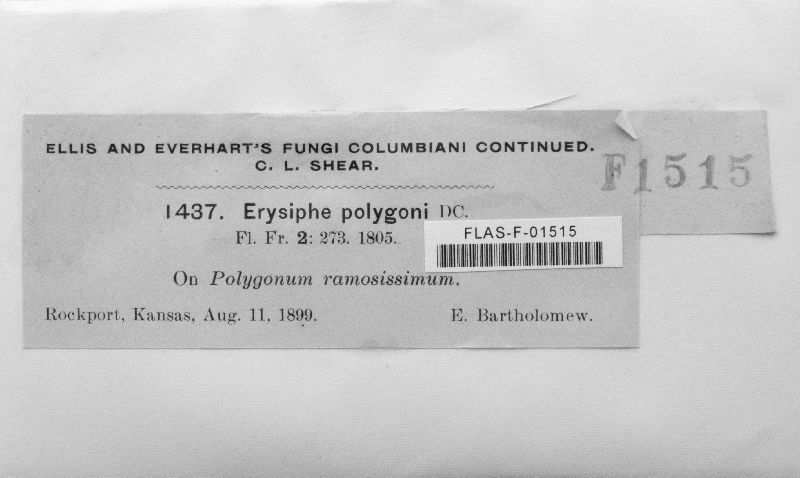 ELLIS AND EVERHART'S FUNGI COLUMBIANI CONTINUED.
C. L. SHEAR.
F1515
1437. Erysiphe polygoni DC.
Fl. Fr. 2: 273. 1805.
FLAS-F-01515
On Polygonum ramosissimum.
Rockport, Kansas, Aug. 11, 1899. E. Bartholomew.